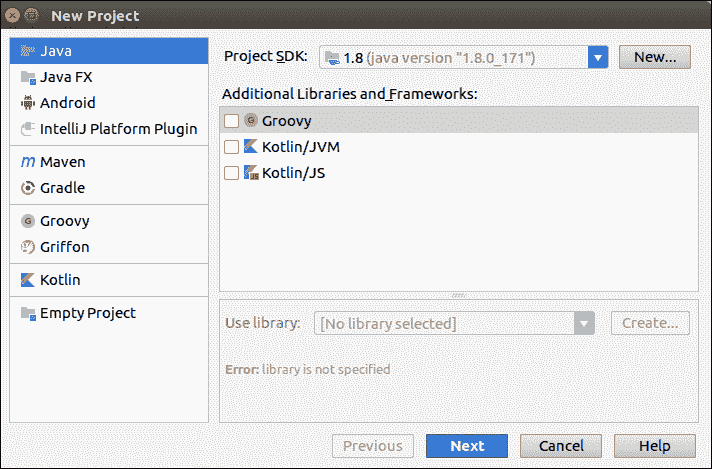 New Project
Java
Java FX
Android
IntelliJ Platform Plugin
Maven
Gradle
Groovy
Griffon
Kotlin
Empty Project
Project SDK: 1.8 (java version "1.8.0_171") New...
Additional Libraries and Frameworks:
Groovy
Kotlin/JVM
Kotlin/JS
Use library: [No library selected] Create...
Error: library is not specified
Previous Next Cancel Help